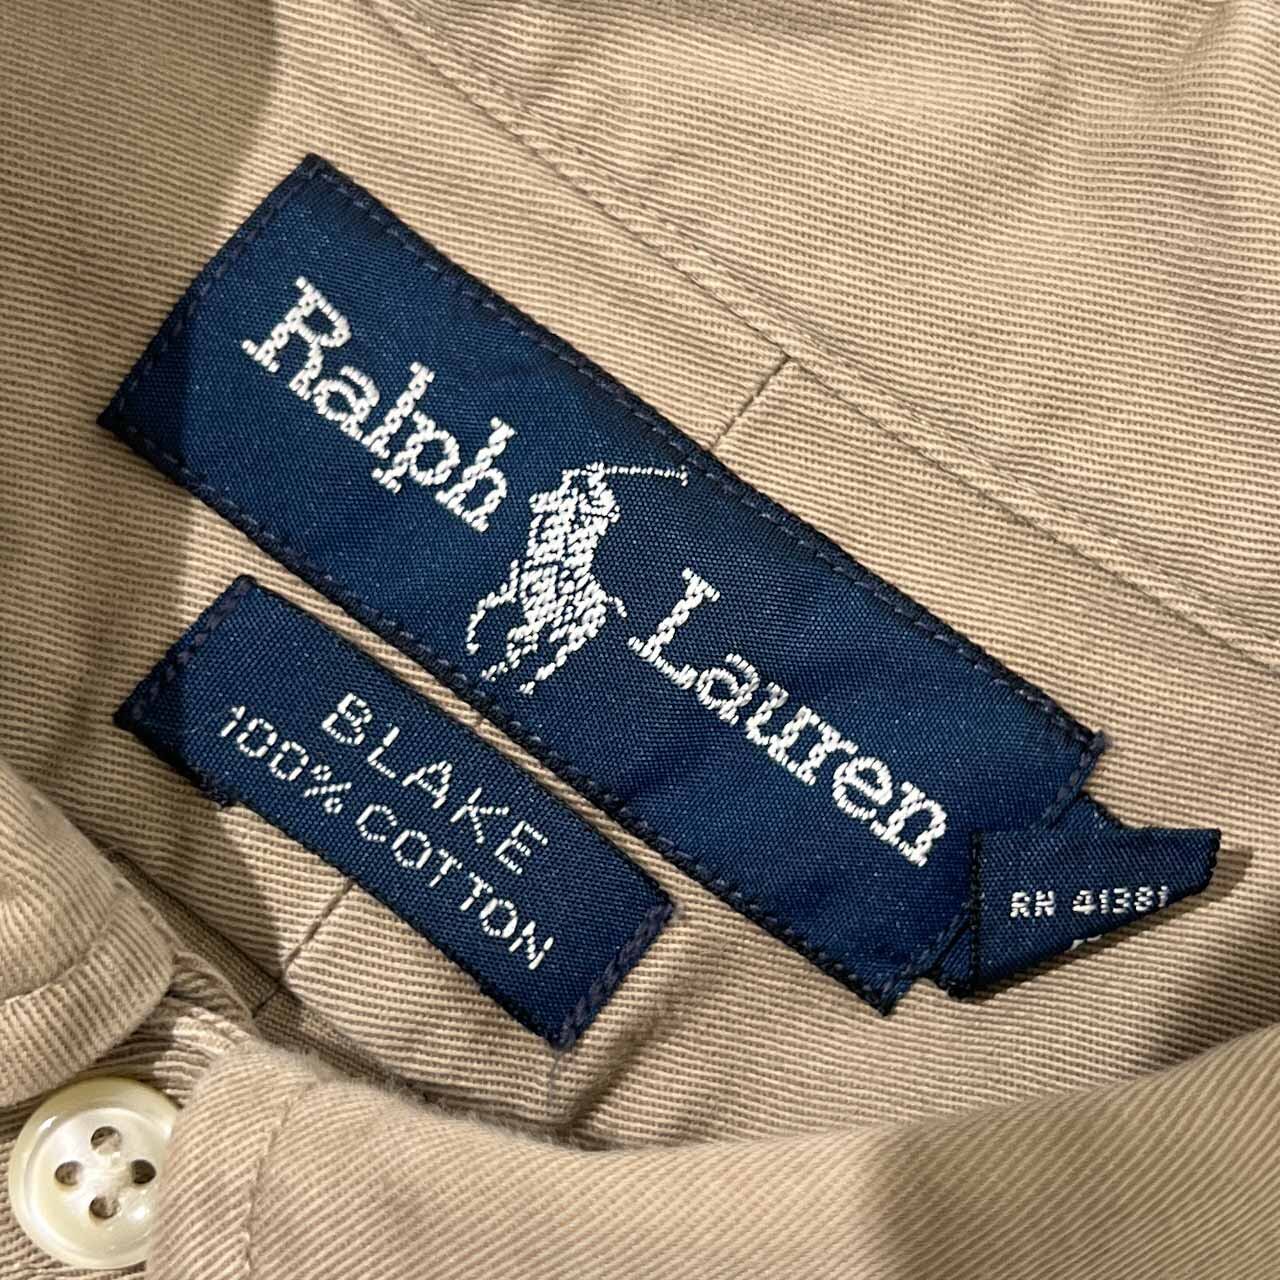 Ralph Lauren
BLAKE
100% COTTON
RN 41381